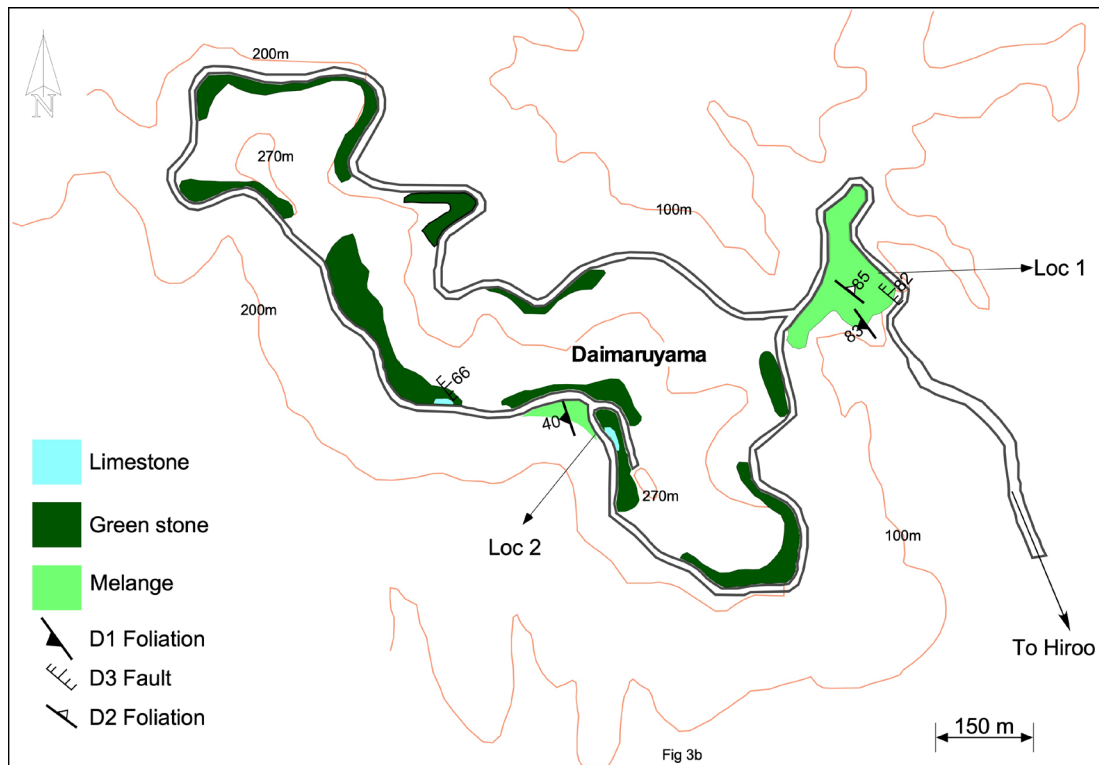 200m
N
270m
100m
Loc 1
85
82
83
200m
Daimaruyama
66
40
Limestone
270m
Green stone
100m
Loc 2
Melange
D1 Foliation
To Hiroo
D3 Fault
D2 Foliation
150 m
Fig 3b